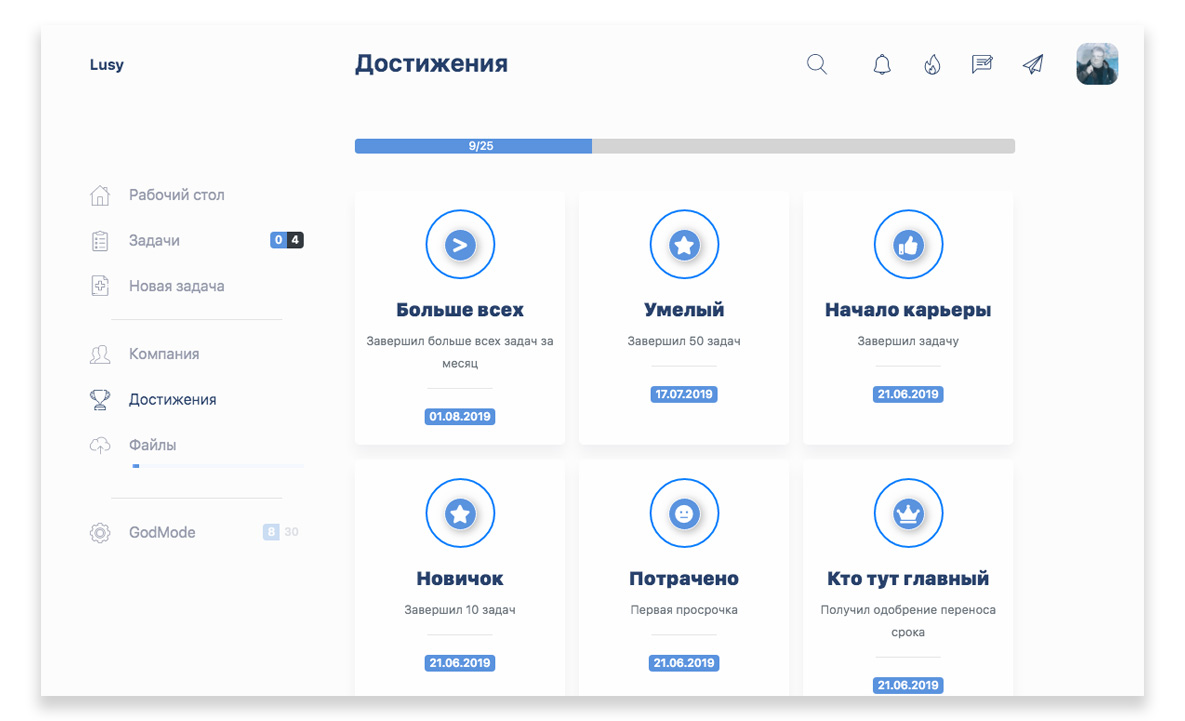 Lusy
Достижения
9/25
Рабочий стол
Задачи
0 4
Новая задача
Компания
Достижения
Файлы
GodMode
8 30
Больше всех
Завершил больше всех задач за
месяц
01.08.2019
Умелый
Завершил 50 задач
17.07.2019
Начало карьеры
Завершил задачу
21.06.2019
Новичок
Завершил 10 задач
21.06.2019
Потрачено
Первая просрочка
21.06.2019
Кто тут главный
Получил одобрение переноса
срока
21.06.2019